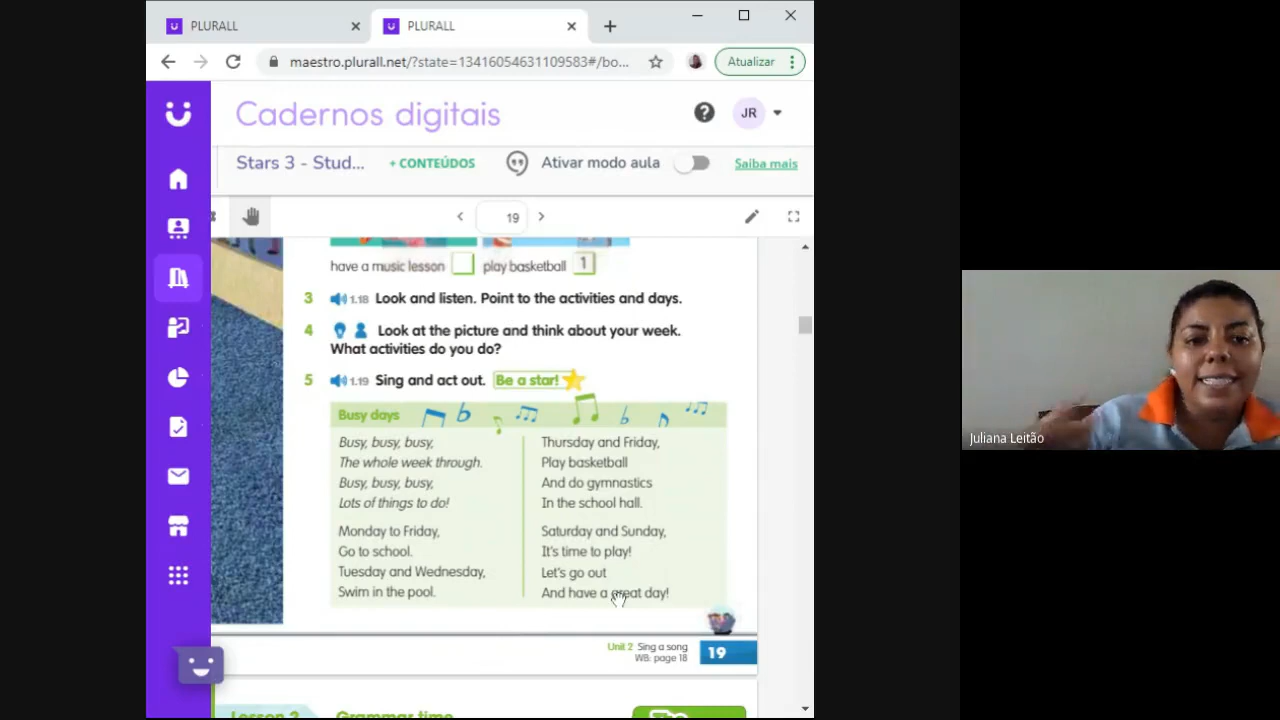 PLURALL
PLURALL
maestro.plurall.net/?state=13416054631109583#/bo...
Atualizar
Cadernos digitais
JR
Stars 3 - Stud...
+ CONTEÚDOS
Ativar modo aula
Saiba mais
19
have a music lesson
play basketball 1
3 1.18 Look and listen. Point to the activities and days.
4 Look at the picture and think about your week.
What activities do you do?
5 1.19 Sing and act out. Be a star!
Busy days
Busy, busy, busy,
The whole week through.
Busy, busy, busy,
Lots of things to do!
Monday to Friday,
Go to school.
Tuesday and Wednesday,
Swim in the pool.
Thursday and Friday,
Play basketball
And do gymnastics
In the school hall.
Saturday and Sunday,
It's time to play!
Let's go out
And have a great day!
Unit 2 Sing a song
WB: page 18
19
Lesson 2 Grammar time
Juliana Leitão